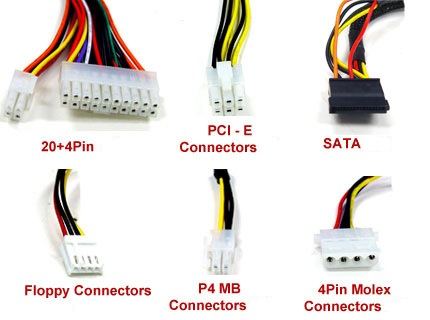 20+4Pin
PCI - E
Connectors
SATA
Floppy Connectors
P4 MB
Connectors
4Pin Molex
Connectors